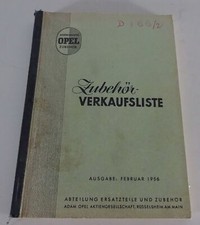 OPEL
Zubehör-
VERKAUFSLISTE
AUSGABE: FEBRUAR 1956
ABTEILUNG ERSATZTEILE UND ZUBEHÖR
ADAM OPEL AKTIENGESELLSCHAFT, RÜSSELSHEIM AM MAIN